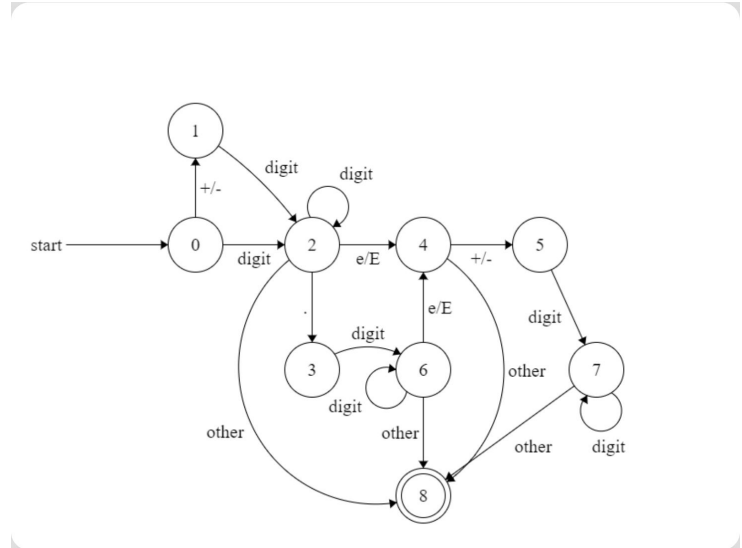 1
digit
digit
+/-
start
0
2
4
5
digit
e/E
+/-
.
e/E
digit
digit
3
6
other
7
digit
other
other
other
digit
8